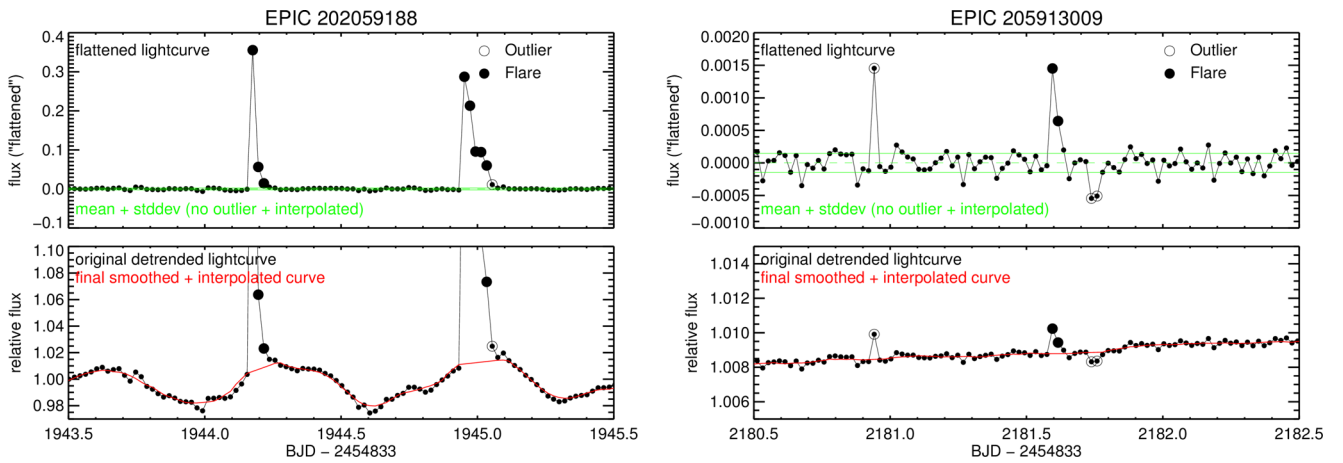 EPIC 202059188
flattened lightcurve
Outlier
Flare
flux ("flattened")
0.4
0.3
0.2
0.1
0.0
−0.1
mean + stddev (no outlier + interpolated)
original detrended lightcurve
final smoothed + interpolated curve
relative flux
1.10
1.08
1.06
1.04
1.02
1.00
0.98
1943.5
1944.0
1944.5
1945.0
1945.5
BJD − 2454833
EPIC 205913009
flattened lightcurve
Outlier
Flare
flux ("flattened")
0.0020
0.0015
0.0010
0.0005
0.0000
−0.0005
−0.0010
mean + stddev (no outlier + interpolated)
original detrended lightcurve
final smoothed + interpolated curve
relative flux
1.014
1.012
1.010
1.008
1.006
2180.5
2181.0
2181.5
2182.0
2182.5
BJD − 2454833